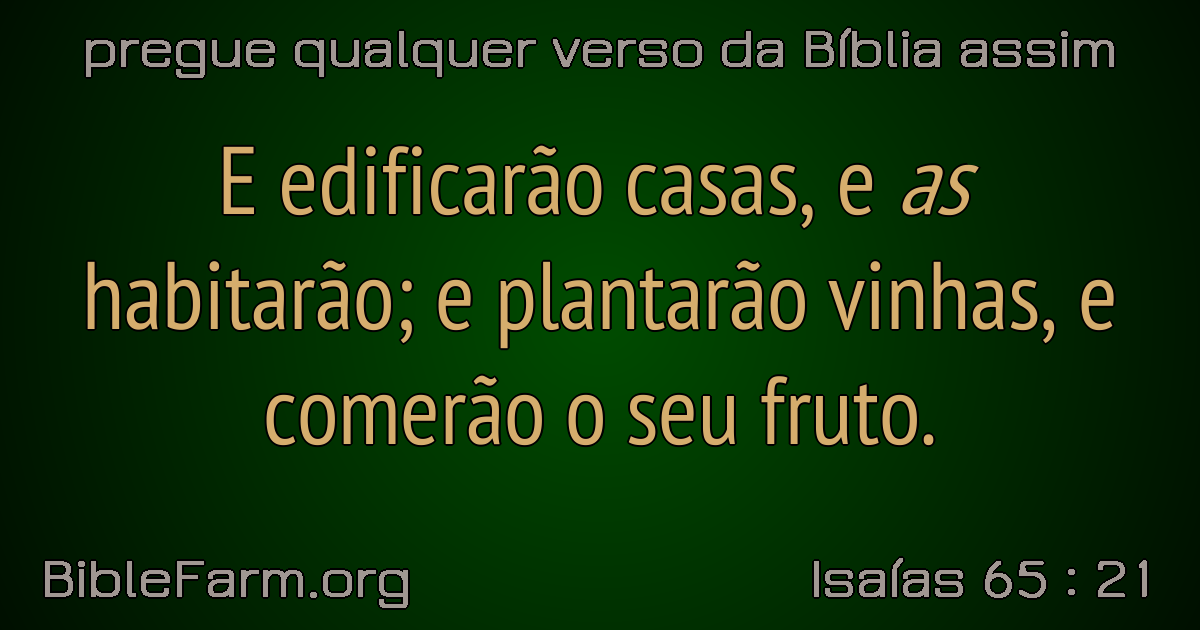 pregue qualquer verso da Bíblia assim
E edificarão casas, e as
habitarão; e plantarão vinhas, e
comerão o seu fruto.
BibleFarm.org
Isaías 65 : 21